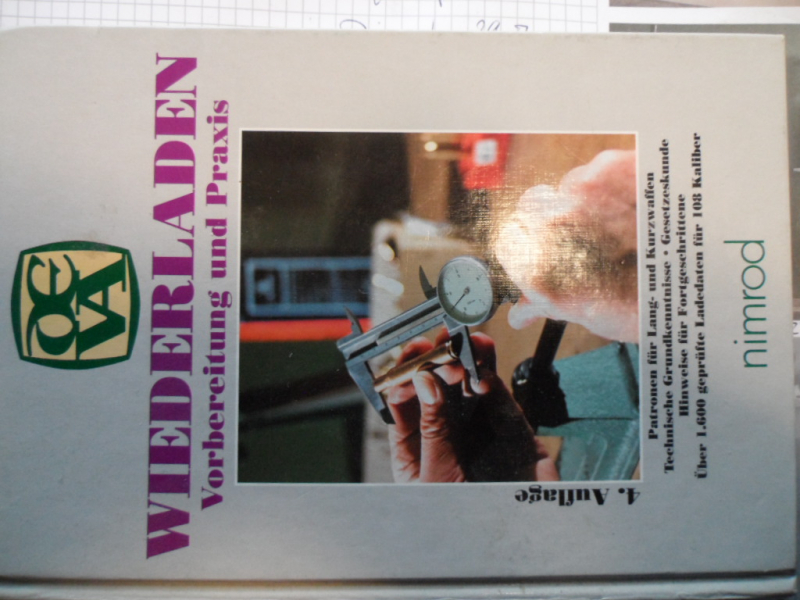 DEVA
WIEDERLADEN
Vorbereitung und Praxis
4. Auflage
Patronen für Lang- und Kurzwaffen
Technische Grundkenntnisse · Gesetzeskunde
Hinweise für Fortgeschrittene
Über 1.600 geprüfte Ladedaten für 108 Kaliber
nimrod